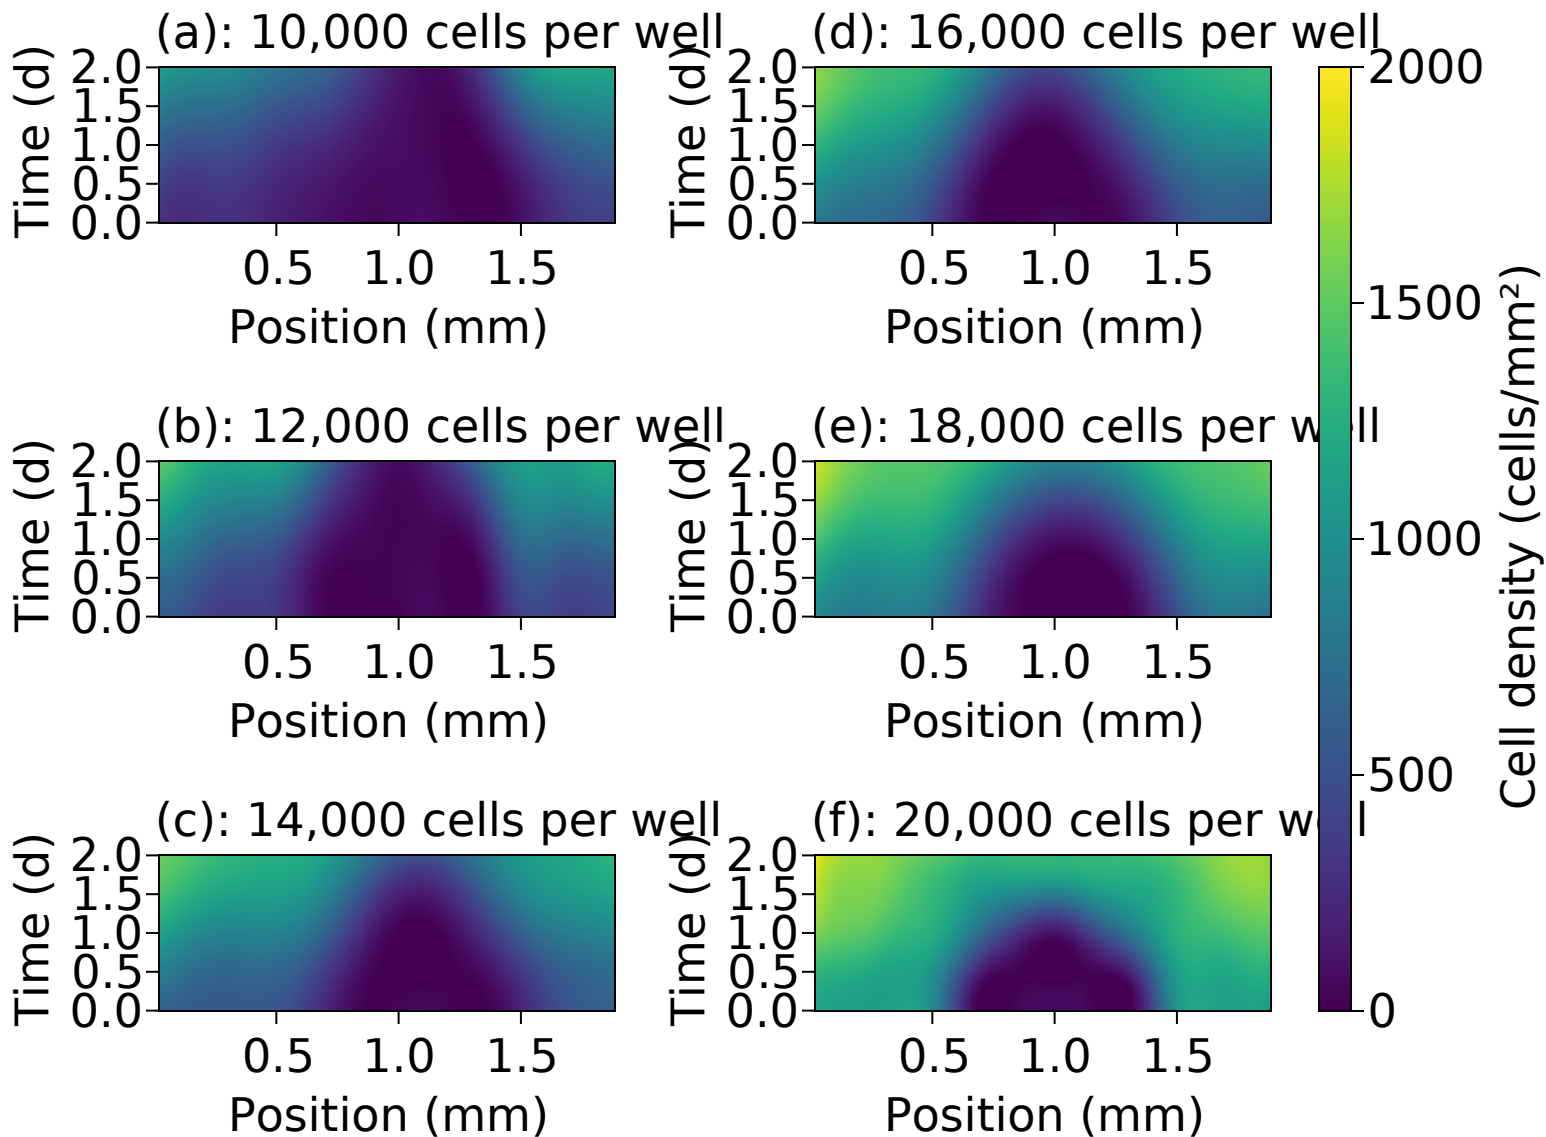 (a): 10,000 cells per well
Time (d)
2.0
1.5
1.0
0.5
0.0
0.5 1.0 1.5
Position (mm)
(d): 16,000 cells per well
Time (d)
2.0
1.5
1.0
0.5
0.0
0.5 1.0 1.5
Position (mm)
(b): 12,000 cells per well
Time (d)
2.0
1.5
1.0
0.5
0.0
0.5 1.0 1.5
Position (mm)
(e): 18,000 cells per well
Time (d)
2.0
1.5
1.0
0.5
0.0
0.5 1.0 1.5
Position (mm)
(c): 14,000 cells per well
Time (d)
2.0
1.5
1.0
0.5
0.0
0.5 1.0 1.5
Position (mm)
(f): 20,000 cells per well
Time (d)
2.0
1.5
1.0
0.5
0.0
0.5 1.0 1.5
Position (mm)
2000
1500
1000
500
0
Cell density (cells/mm²)